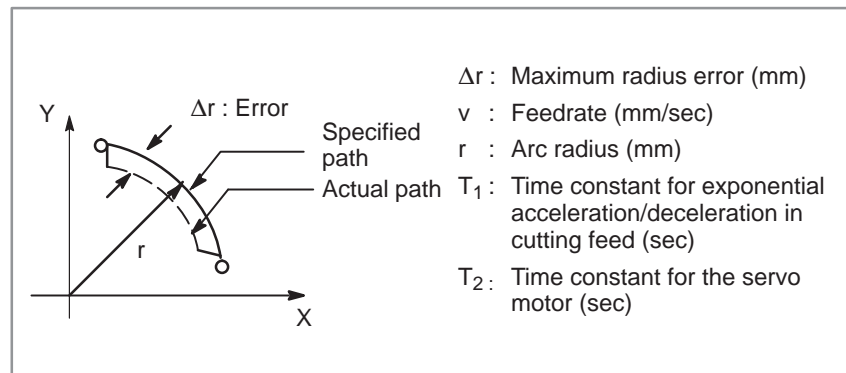 Y
Δr : Error
Specified
path
Actual path
r
X
Δr : Maximum radius error (mm)
v : Feedrate (mm/sec)
r : Arc radius (mm)
T1 : Time constant for exponential
acceleration/deceleration in
cutting feed (sec)
T2 : Time constant for the servo
motor (sec)